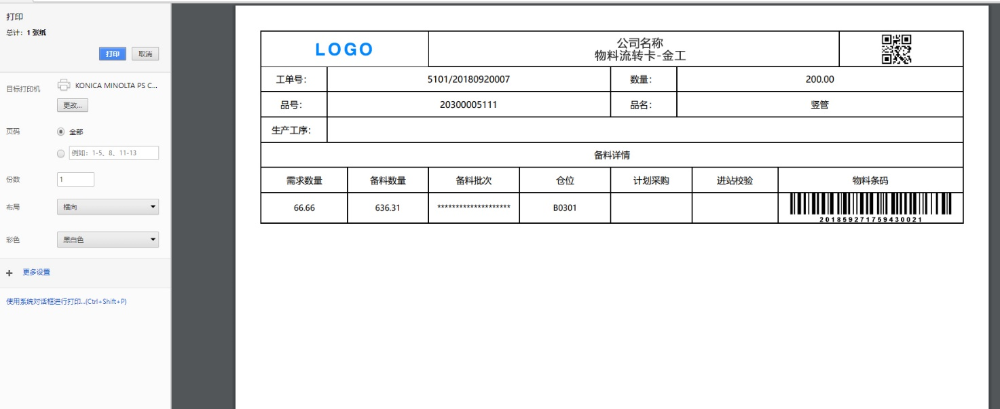 打印
总计：1 张纸
打印 取消
目标打印机 KONICA MINOLTA PS C...
更改...
页码 全部
例如：1-5、8、11-13
份数 1
布局 横向
彩色 黑白色
+ 更多设置
使用系统对话框进行打印...(Ctrl+Shift+P)
LOGO
公司名称
物料流转卡-金工
工单号： 5101/20180920007 数量： 200.00
品号： 20300005111 品名： 竖管
生产工序：
备料详情
需求数量 备料数量 备料批次 仓位 计划采购 进站校验 物料条码
66.66 636.31 ******************** B0301
201859271759430021